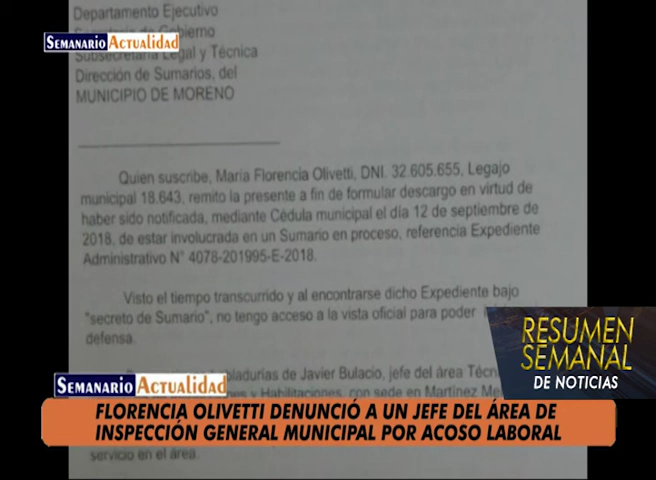 Departamento Ejecutivo
SEMANARIO ACTUALIDAD
Gobierno
Subsecretaría Legal y Técnica
Dirección de Sumarios, del
MUNICIPIO DE MORENO
Quien suscribe, María Florencia Olivetti, DNI. 32.605.655, Legajo
municipal 18.643, remito la presente a fin de formular descargo en virtud de
haber sido notificada, mediante Cédula municipal el día 12 de septiembre de
2018, de estar involucrada en un Sumario en proceso, referencia Expediente
Administrativo N° 4078-201995-E-2018.
Visto el tiempo transcurrido y al encontrarse dicho Expediente bajo
"secreto de Sumario", no tengo acceso a la vista oficial para poder
defensa.
RESUMEN
SEMANAL
DE NOTICIAS
de Javier Bulacio, jefe del área
SEMANARIO ACTUALIDAD
Habilitaciones, con sede en Martínez
FLORENCIA OLIVETTI DENUNCIÓ A UN JEFE DEL ÁREA DE
INSPECCIÓN GENERAL MUNICIPAL POR ACOSO LABORAL
servicio en el área.